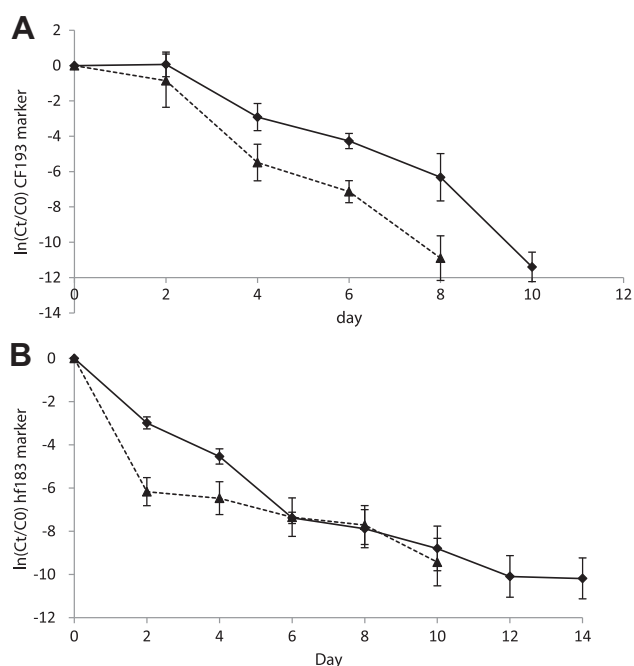 A
2
0
-2
-4
-6
-8
-10
-12
-14
ln(Ct/C0) CF193 marker
0 2 4 6 8 10 12
day
B
0
-2
-4
-6
-8
-10
-12
ln(Ct/C0) hf183 marker
0 2 4 6 8 10 12 14
Day